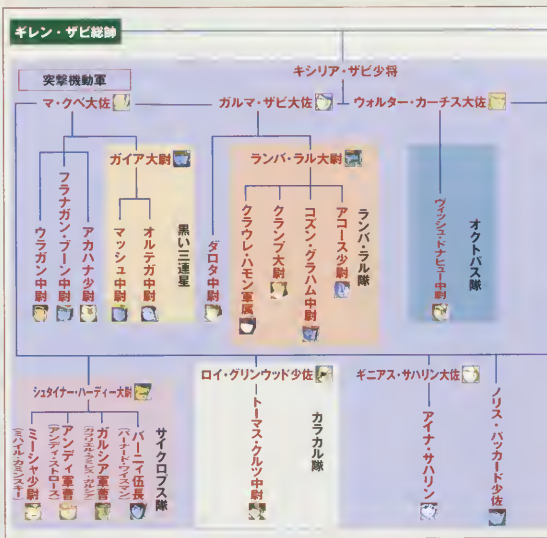 ギレン・ザビ総帥
キシリア・ザビ少将
突撃機動軍
マ・クベ大佐
ガルマ・ザビ大佐
ウォルター・カーチス大佐
ガイア大尉
ランバ・ラル大尉
オクトパス隊
ヴィッシュ・ドナヒュー中尉
ランバ・ラル隊
アコース少尉
コズン・グラハム中尉
クランプ大尉
クラウレ・ハモン軍属
ダロタ中尉
黒い三連星
オルテガ中尉
マッシュ中尉
アカハナ少尉
フラナガン・ブーン中尉
ウラガン中尉
シュタイナー・ハーディー大尉
ロイ・グリンウッド少佐
ギニアス・サハリン大佐
ノリス・パッカード少佐
アイナ・サハリン
カラカル隊
トーマス・クルツ中尉
サイクロプス隊
バーニィ伍長
(バーナード・ワイズマン)
ガルシア軍曹
(ガブリエル・ラミレス・ガルシア)
アンディ軍曹
(アンディ・ストロース)
ミーシャ少尉
(ミハイル・カミンスキー)